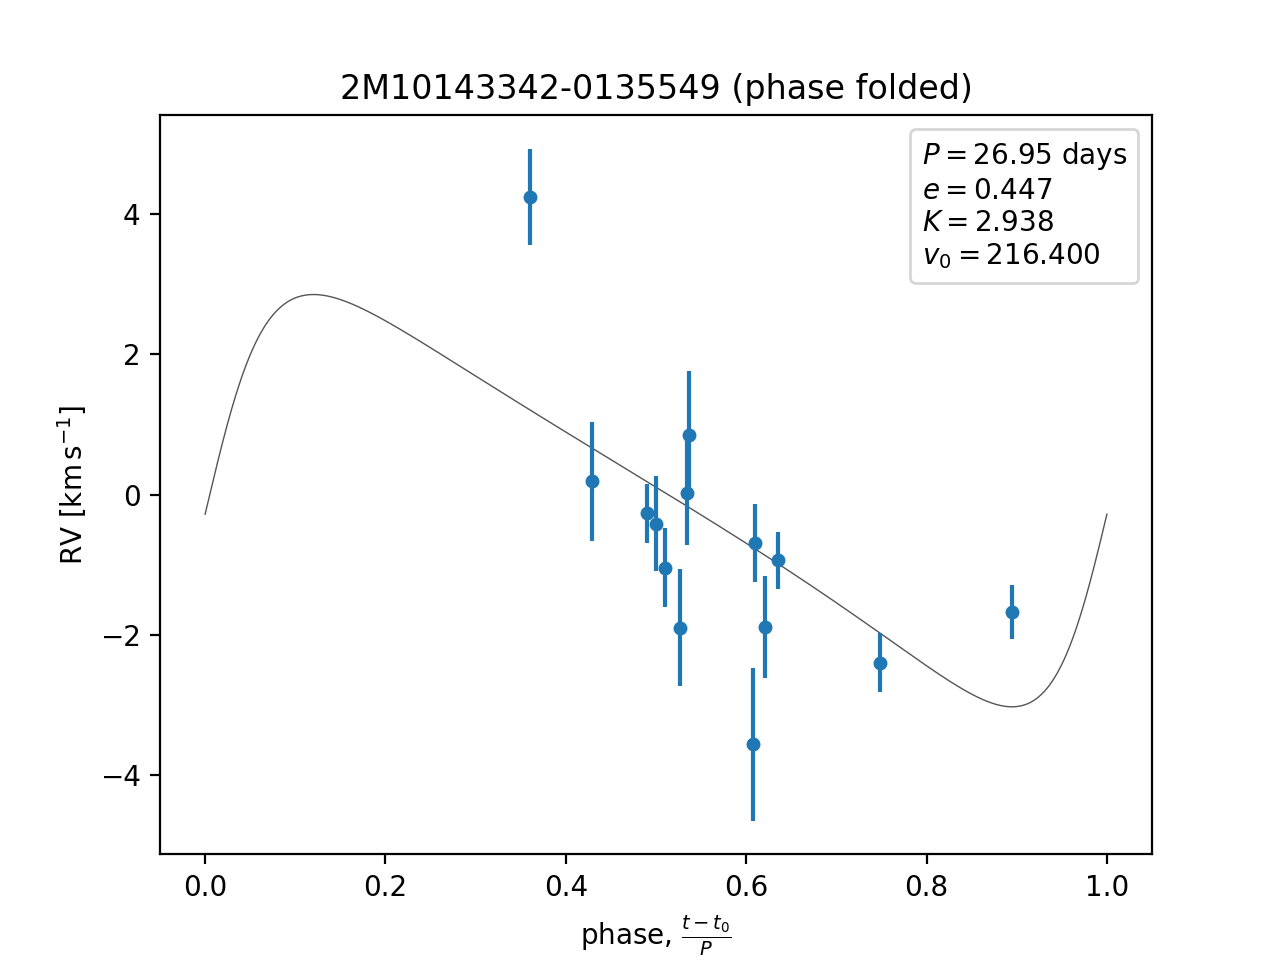 2M10143342-0135549 (phase folded)
P = 26.95 days
e = 0.447
K = 2.938
v₀ = 216.400
RV [km s⁻¹]
4
2
0
−2
−4
0.0 0.2 0.4 0.6 0.8 1.0
phase, (t − t₀)/P